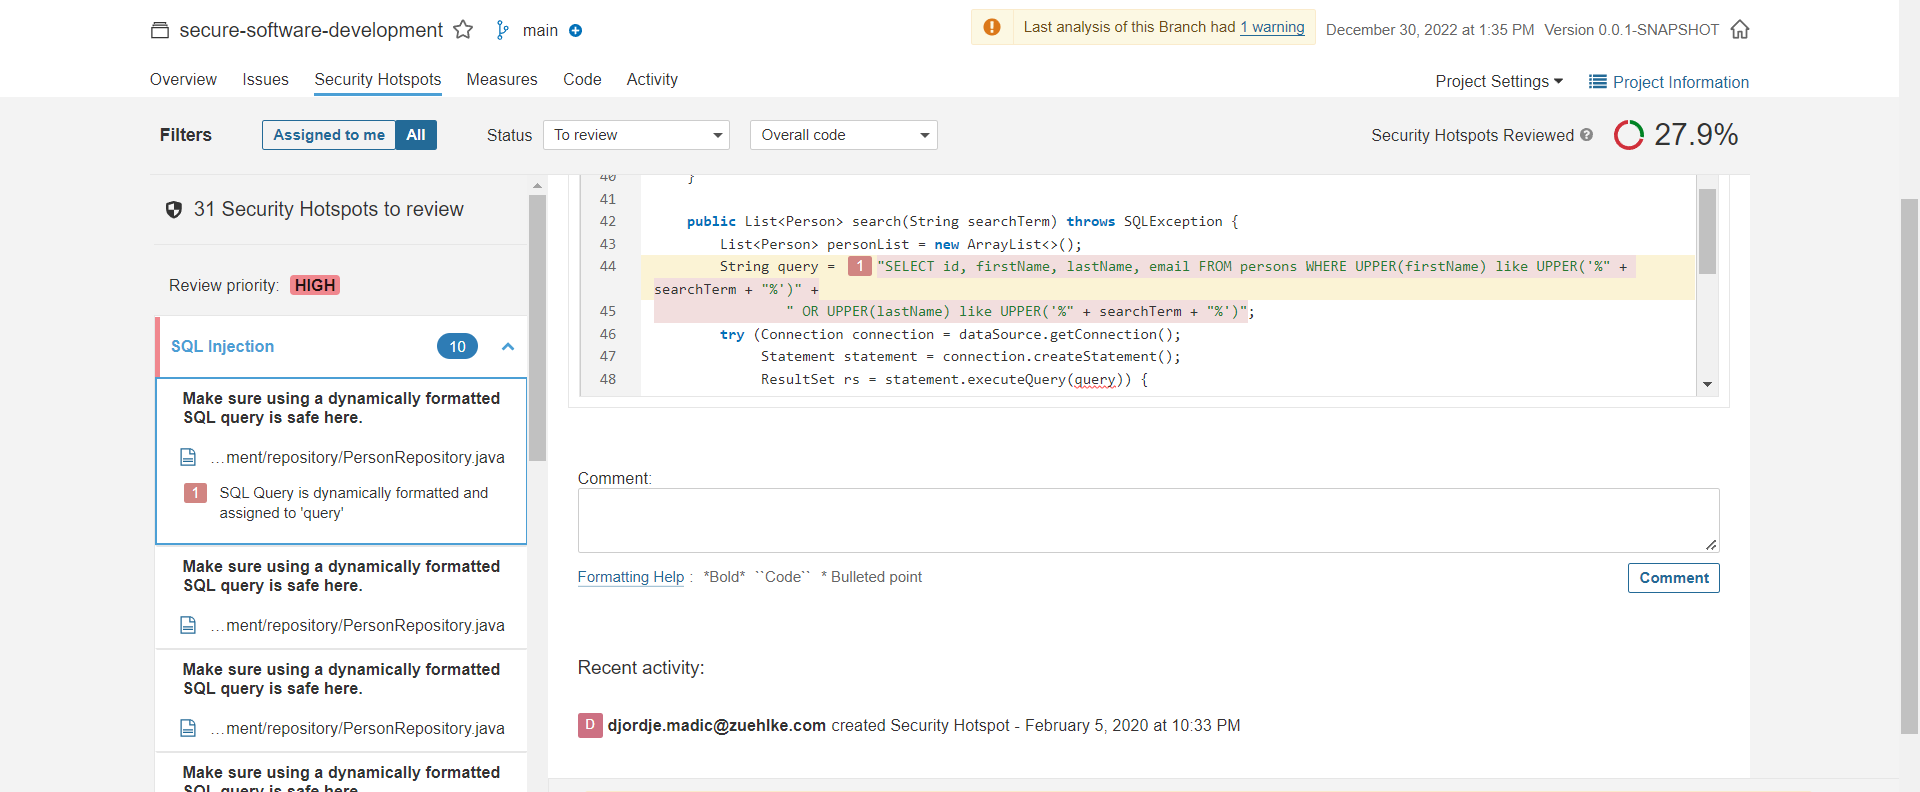 secure-software-development main
Last analysis of this Branch had 1 warning December 30, 2022 at 1:35 PM Version 0.0.1-SNAPSHOT
Overview Issues Security Hotspots Measures Code Activity
Project Settings Project Information
Filters Assigned to me All Status To review Overall code
Security Hotspots Reviewed ? 27.9%
31 Security Hotspots to review
Review priority: HIGH
SQL Injection 10
Make sure using a dynamically formatted
SQL query is safe here.
...ment/repository/PersonRepository.java
1 SQL Query is dynamically formatted and
assigned to 'query'
Make sure using a dynamically formatted
SQL query is safe here.
...ment/repository/PersonRepository.java
Make sure using a dynamically formatted
SQL query is safe here.
...ment/repository/PersonRepository.java
Make sure using a dynamically formatted
SQL query is safe here.
40 }
41
42 public List<Person> search(String searchTerm) throws SQLException {
43 List<Person> personList = new ArrayList<>();
44 String query = 1 "SELECT id, firstName, lastName, email FROM persons WHERE UPPER(firstName) like UPPER('%" +
searchTerm + "%')" +
45 " OR UPPER(lastName) like UPPER('%" + searchTerm + "%')";
46 try (Connection connection = dataSource.getConnection();
47 Statement statement = connection.createStatement();
48 ResultSet rs = statement.executeQuery(query)) {
Comment:
Formatting Help : *Bold* ``Code`` * Bulleted point
Comment
Recent activity:
D djordje.madic@zuehlke.com created Security Hotspot - February 5, 2020 at 10:33 PM